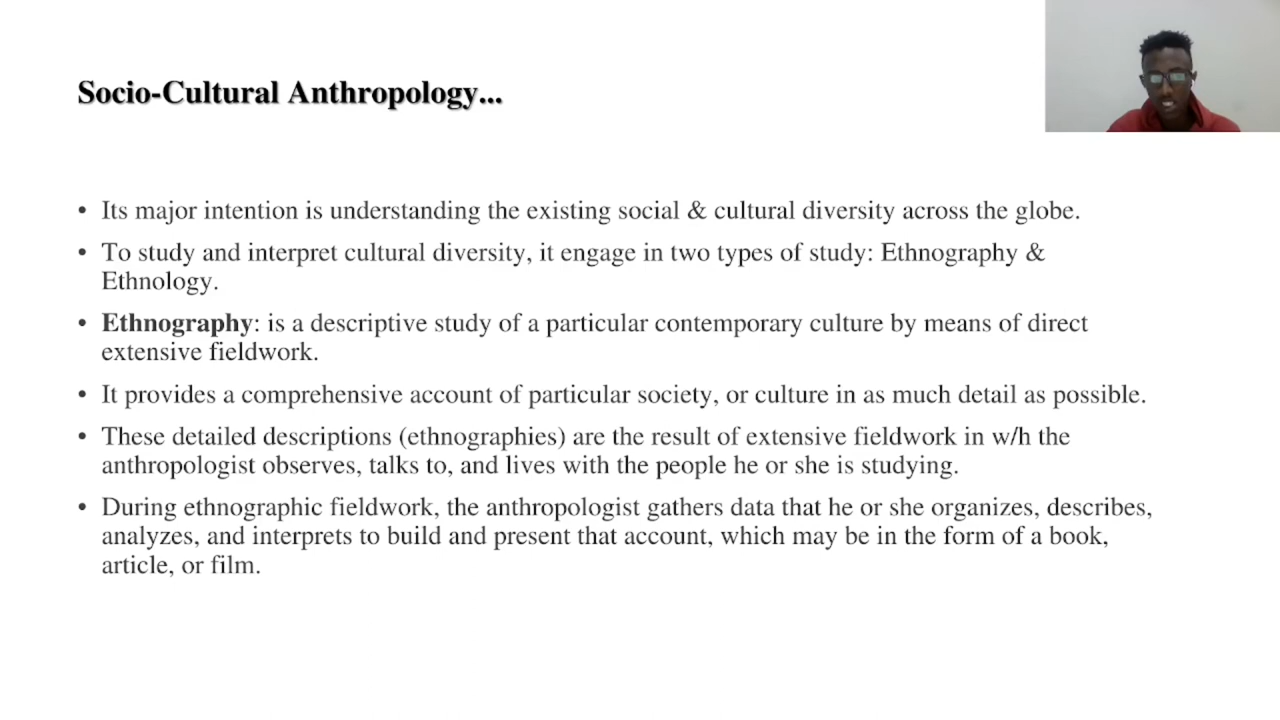 Socio-Cultural Anthropology...
• Its major intention is understanding the existing social & cultural diversity across the globe.
• To study and interpret cultural diversity, it engage in two types of study: Ethnography &
Ethnology.
• Ethnography: is a descriptive study of a particular contemporary culture by means of direct
extensive fieldwork.
• It provides a comprehensive account of particular society, or culture in as much detail as possible.
• These detailed descriptions (ethnographies) are the result of extensive fieldwork in w/h the
anthropologist observes, talks to, and lives with the people he or she is studying.
• During ethnographic fieldwork, the anthropologist gathers data that he or she organizes, describes,
analyzes, and interprets to build and present that account, which may be in the form of a book,
article, or film.